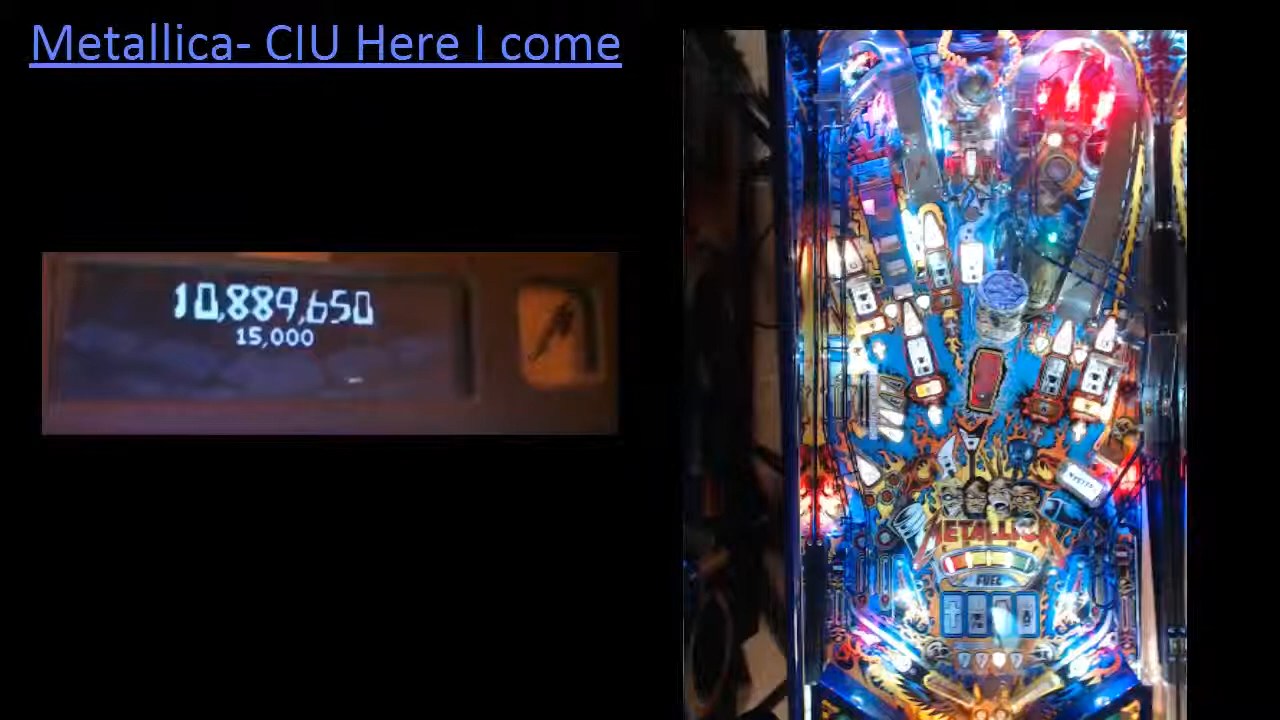 Metallica- CIU Here I come
10,889,650
15,000
METALLICA
FUEL